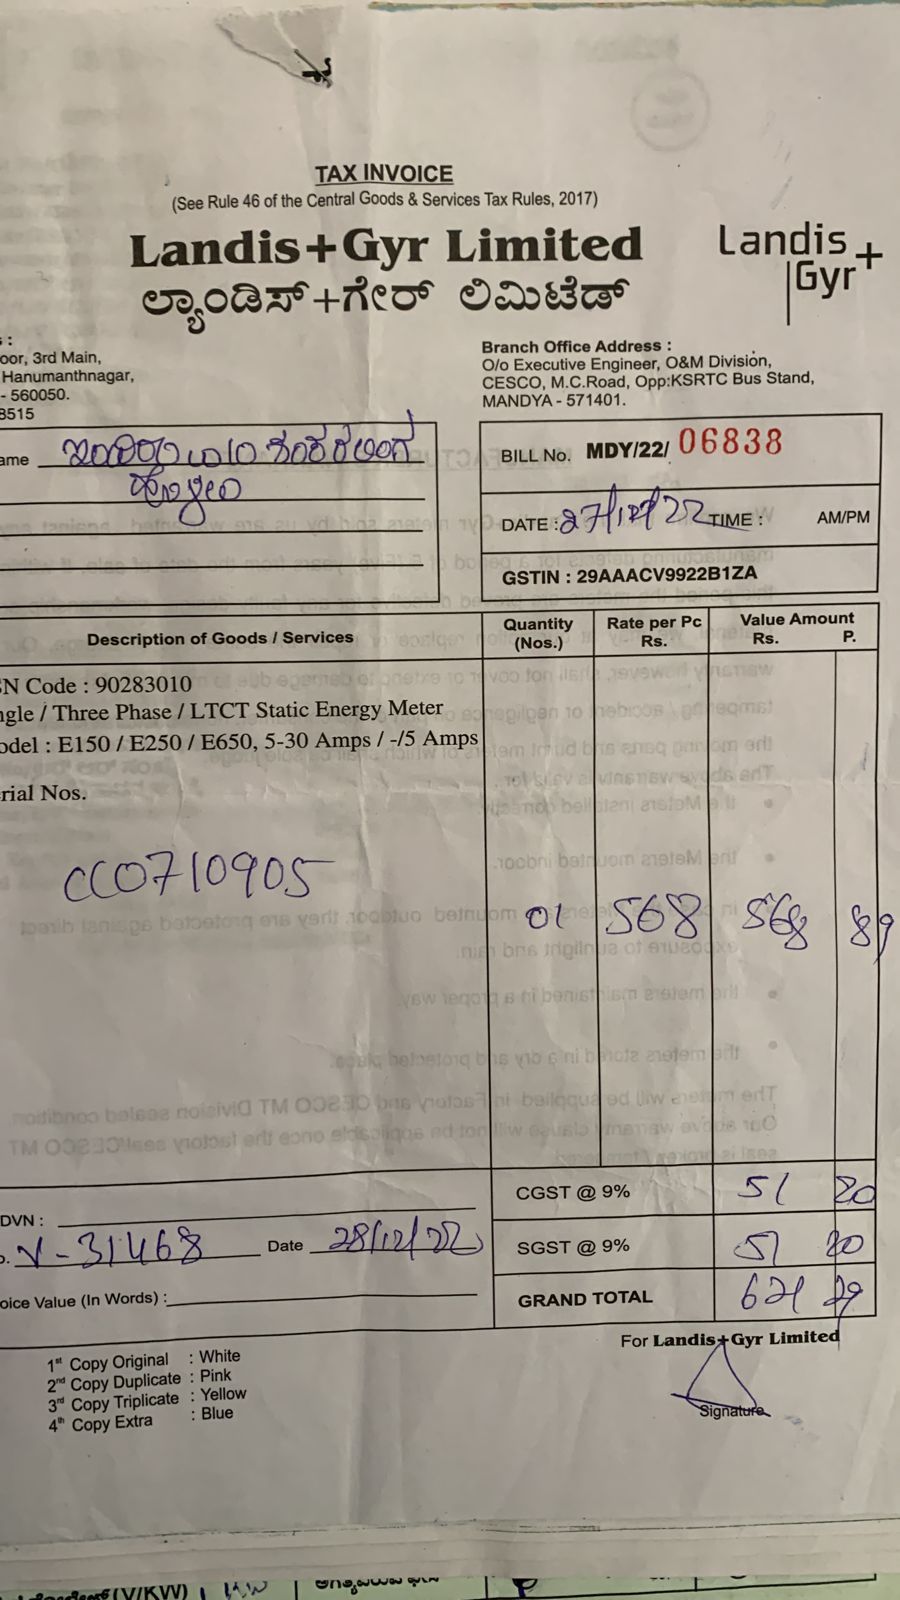 TAX INVOICE
(See Rule 46 of the Central Goods & Services Tax Rules, 2017)
Landis+Gyr Limited
ಲ್ಯಾಂಡಿಸ್+ಗೇರ್ ಲಿಮಿಟೆಡ್
Landis+
Gyr
s :
oor, 3rd Main,
Hanumanthnagar,
- 560050.
8515
Branch Office Address :
O/o Executive Engineer, O&M Division,
CESCO, M.C.Road, Opp:KSRTC Bus Stand,
MANDYA - 571401.
ame
BILL No. MDY/22/ 06838
DATE : 27/12/22 TIME : AM/PM
GSTIN : 29AAACV9922B1ZA
Description of Goods / Services Quantity (Nos.) Rate per Pc Rs. Value Amount Rs. P.
SN Code : 90283010
ngle / Three Phase / LTCT Static Energy Meter
odel : E150 / E250 / E650, 5-30 Amps / -/5 Amps
erial Nos.
CC0710905
01 568 568 89
CGST @ 9% 51 20
DVN :
SGST @ 9% 51 20
o. V-31468 Date 28/12/22
oice Value (In Words) :
GRAND TOTAL 671 29
For Landis+Gyr Limited
1st Copy Original : White
2nd Copy Duplicate : Pink
3rd Copy Triplicate : Yellow
4th Copy Extra : Blue
Signature
(V/KW)